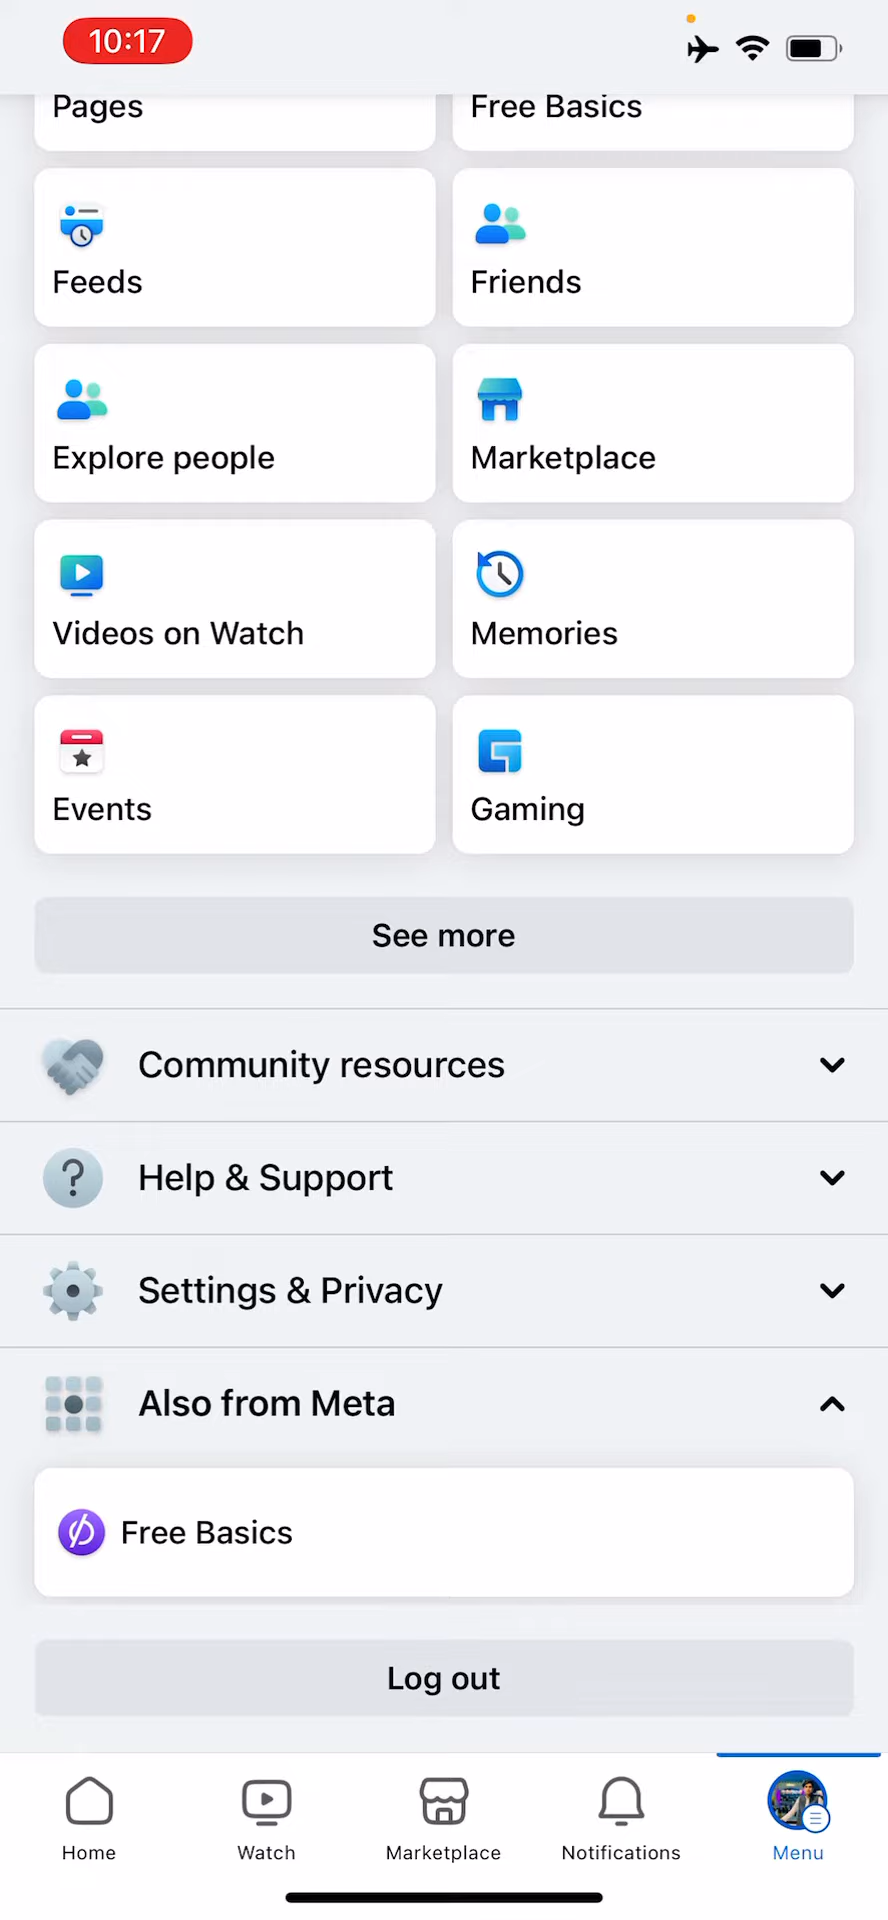 10:17
Pages
Free Basics
Feeds
Friends
Explore people
Marketplace
Videos on Watch
Memories
Events
Gaming
See more
Community resources
Help & Support
Settings & Privacy
Also from Meta
Free Basics
Log out
Home
Watch
Marketplace
Notifications
Menu